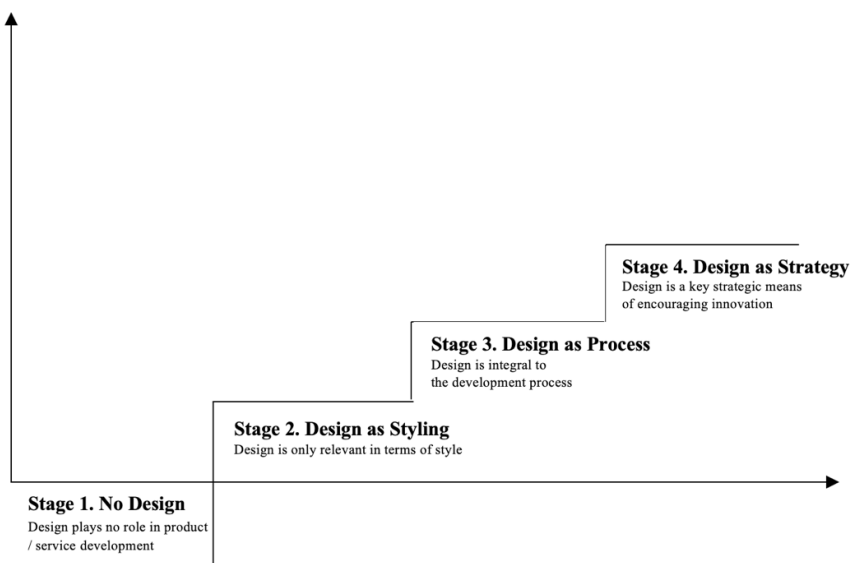 Stage 4. Design as Strategy
Design is a key strategic means
of encouraging innovation
Stage 3. Design as Process
Design is integral to
the development process
Stage 2. Design as Styling
Design is only relevant in terms of style
Stage 1. No Design
Design plays no role in product
/ service development